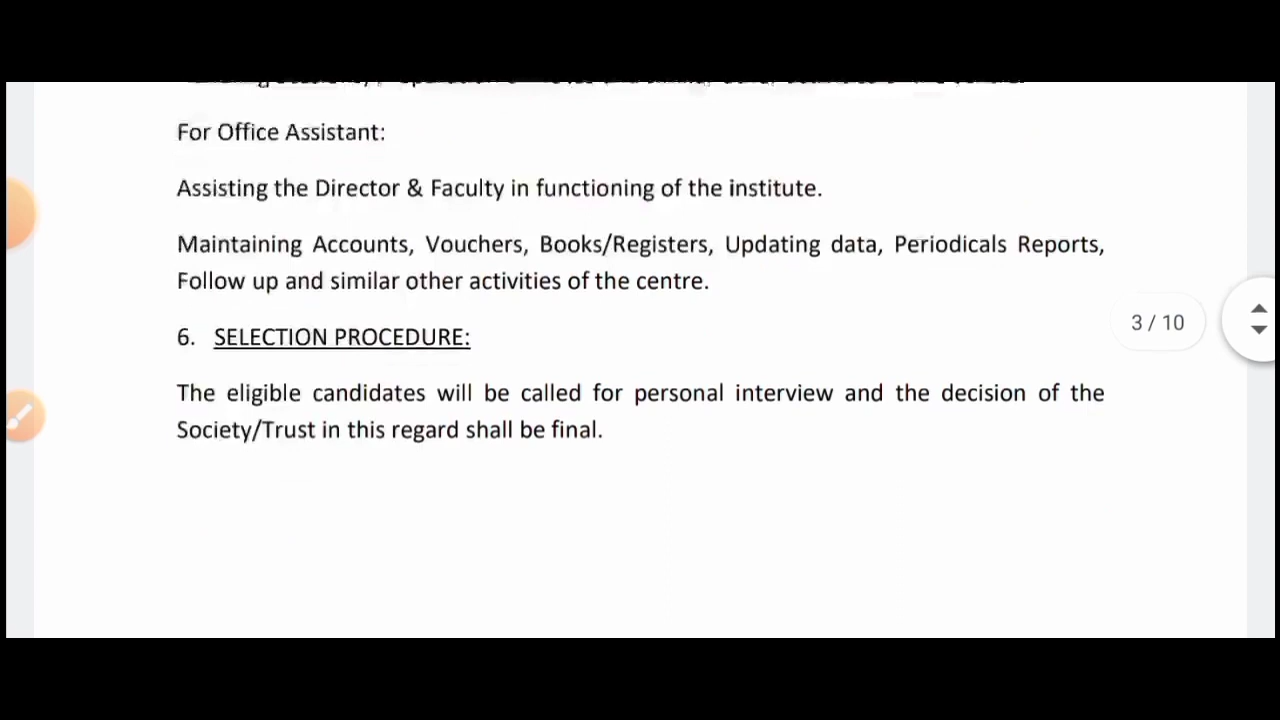 For Office Assistant:
Assisting the Director & Faculty in functioning of the institute.
Maintaining Accounts, Vouchers, Books/Registers, Updating data, Periodicals Reports,
Follow up and similar other activities of the centre.
3 / 10
6. SELECTION PROCEDURE:
The eligible candidates will be called for personal interview and the decision of the
Society/Trust in this regard shall be final.